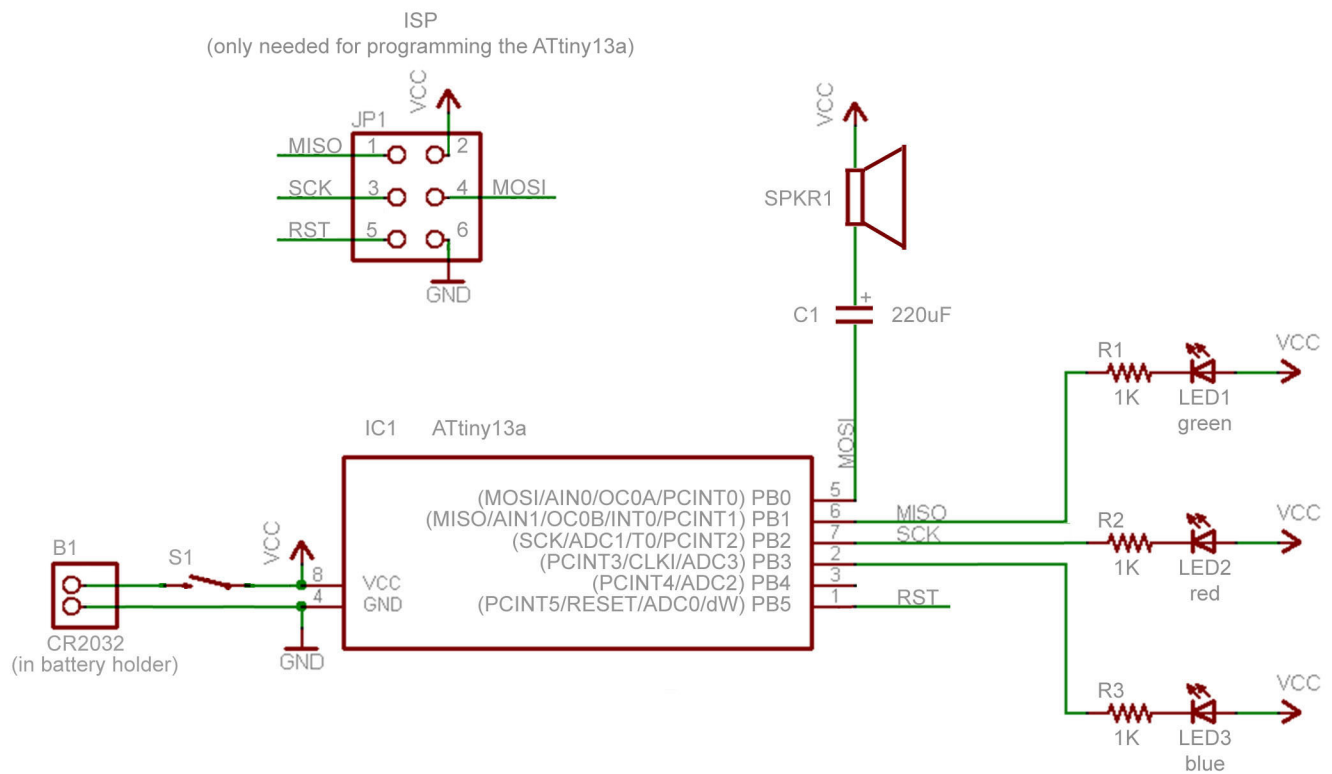 ISP
(only needed for programming the ATtiny13a)
VCC
JP1
MISO 1 2
SCK 3 4 MOSI
RST 5 6
GND
VCC
SPKR1
+
C1 220uF
MOSI
IC1 ATtiny13a
(MOSI/AIN0/OC0A/PCINT0) PB0 5
(MISO/AIN1/OC0B/INT0/PCINT1) PB1 6 MISO
(SCK/ADC1/T0/PCINT2) PB2 7 SCK
(PCINT3/CLKI/ADC3) PB3 2
(PCINT4/ADC2) PB4 3
(PCINT5/RESET/ADC0/dW) PB5 1 RST
B1
S1
VCC
8 VCC
4 GND
CR2032
(in battery holder)
GND
R1
1K
LED1
green
VCC
R2
1K
LED2
red
VCC
R3
1K
LED3
blue
VCC